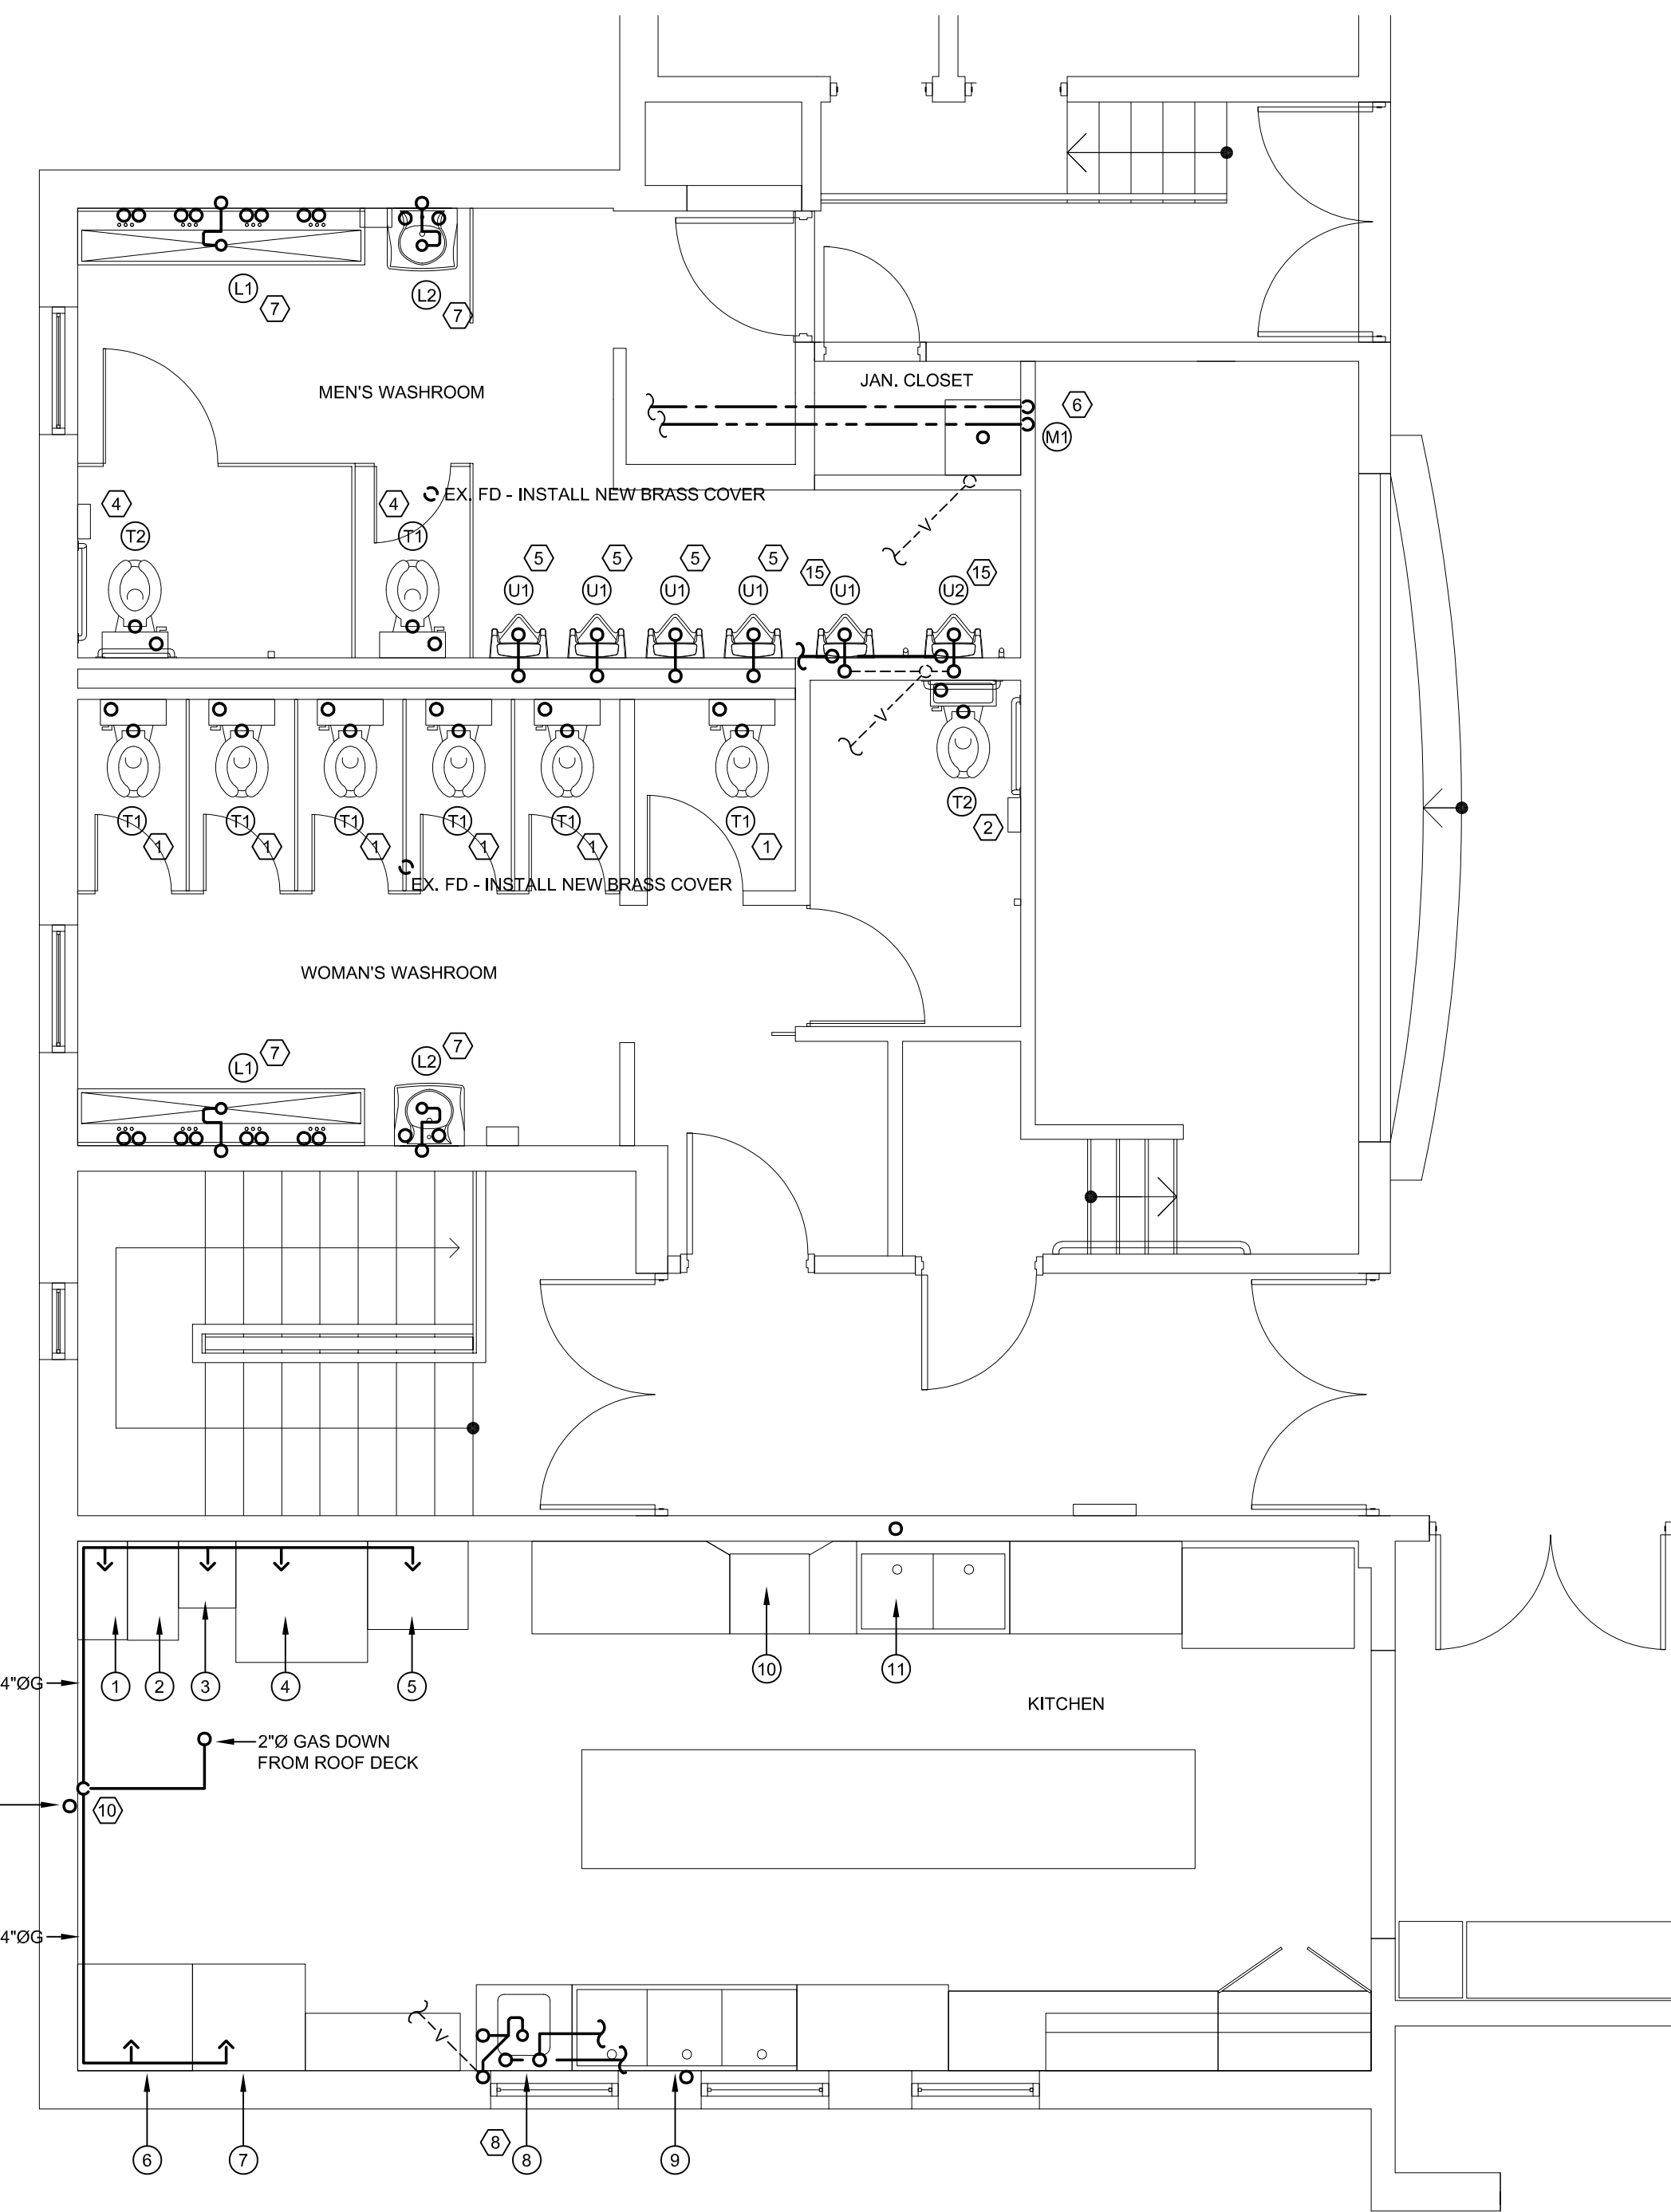 L1
7
L2
7
MEN'S WASHROOM
JAN. CLOSET
6
M1
4
T2
4
T1
EX. FD - INSTALL NEW BRASS COVER
V
5
5
5
5
15
15
U1
U1
U1
U1
U1
U2
V
T1
T1
T1
T1
T1
T1
T2
1
1
1
1
1
1
2
EX. FD - INSTALL NEW BRASS COVER
WOMAN'S WASHROOM
L1
7
L2
7
1
2
3
4
5
10
11
4"ØG
KITCHEN
2"Ø GAS DOWN
FROM ROOF DECK
10
4"ØG
V
6
7
8
8
9